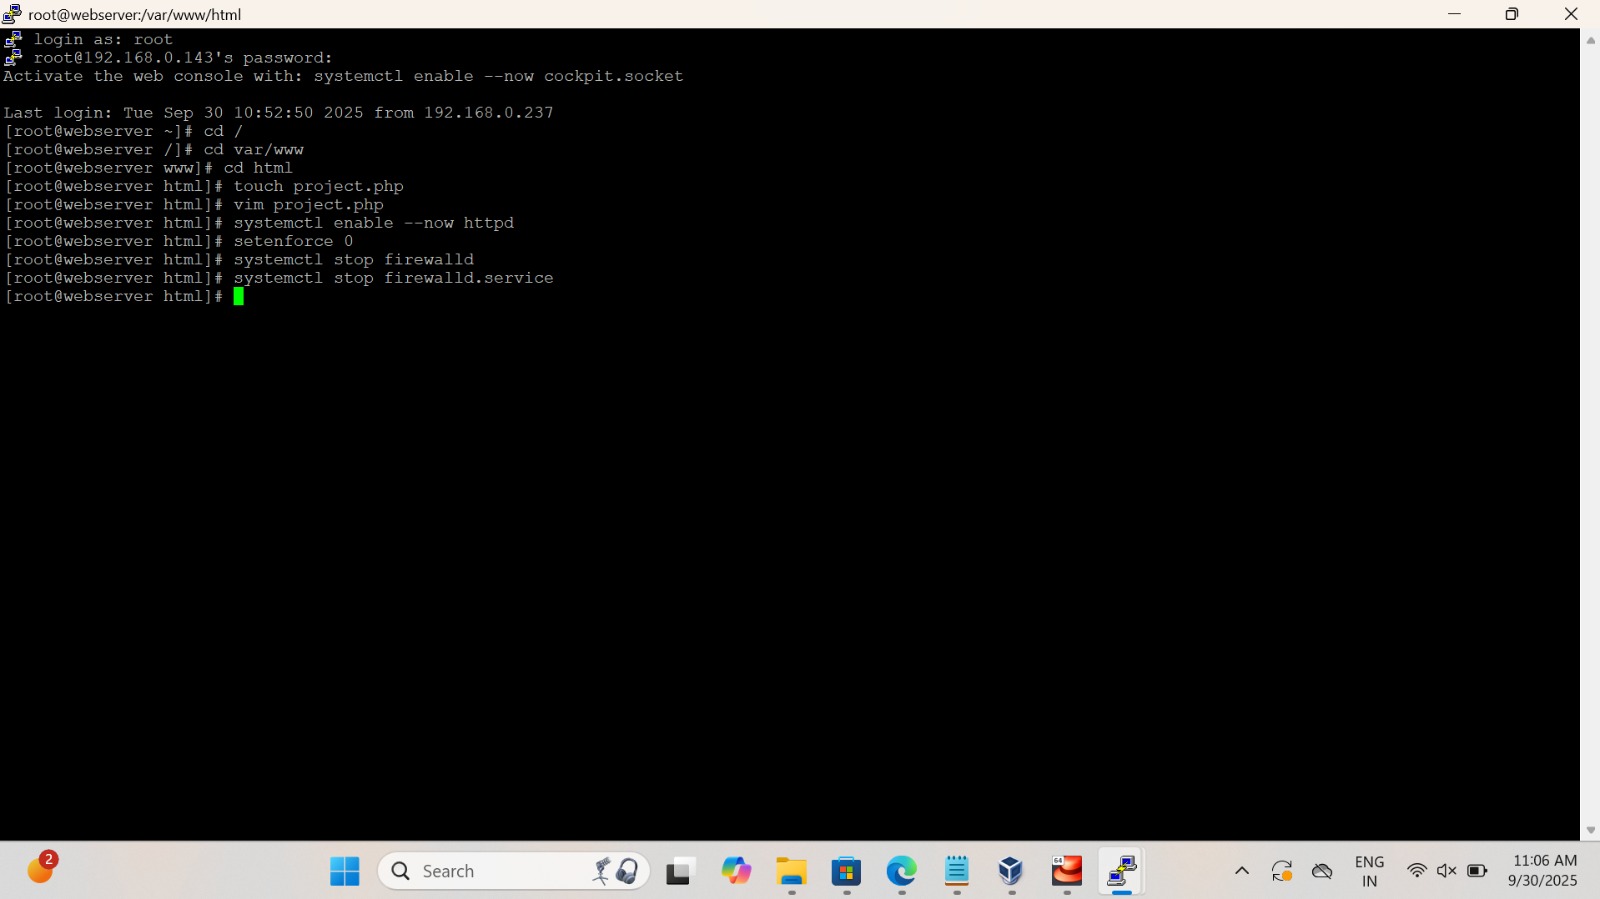 root@webserver:/var/www/html
login as: root
root@192.168.0.143's password:
Activate the web console with: systemctl enable --now cockpit.socket
Last login: Tue Sep 30 10:52:50 2025 from 192.168.0.237
[root@webserver ~]# cd /
[root@webserver /]# cd var/www
[root@webserver www]# cd html
[root@webserver html]# touch project.php
[root@webserver html]# vim project.php
[root@webserver html]# systemctl enable --now httpd
[root@webserver html]# setenforce 0
[root@webserver html]# systemctl stop firewalld
[root@webserver html]# systemctl stop firewalld.service
[root@webserver html]#
2
Search
64
ENG
IN
11:06 AM
9/30/2025